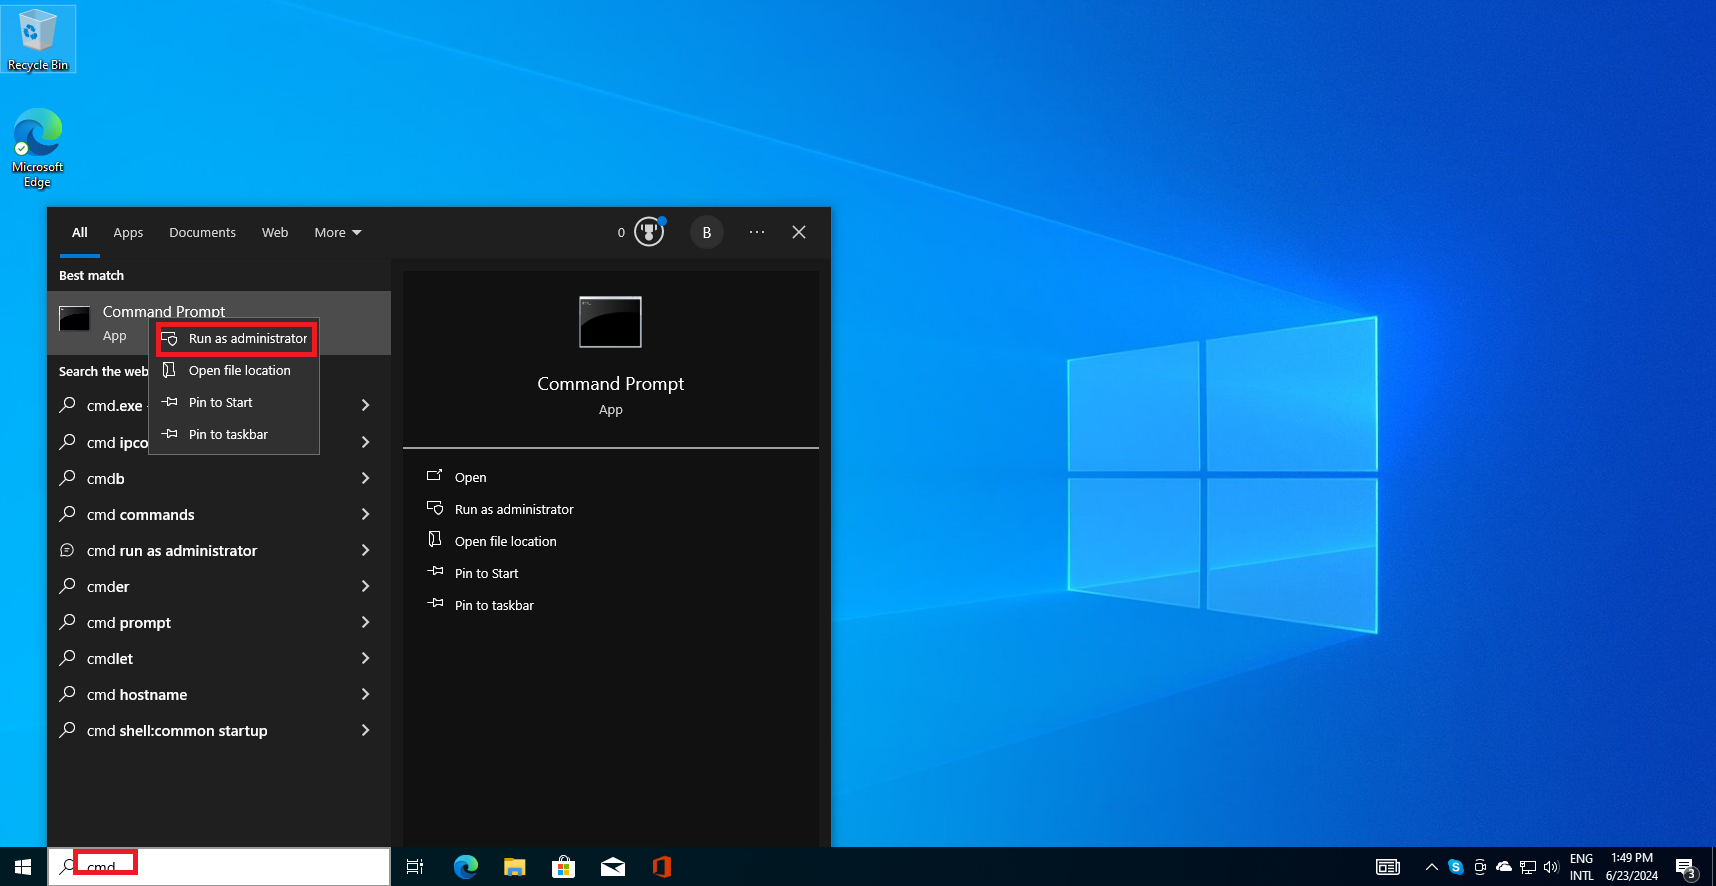 Recycle Bin
Microsoft
Edge
All Apps Documents Web More 0 B ... 
Best match
Command Prompt
App
Run as administrator
Open file location
Pin to Start
Pin to taskbar
Search the web
cmd.exe
cmd ipco
cmdb
cmd commands
cmd run as administrator
cmder
cmd prompt
cmdlet
cmd hostname
cmd shell:common startup
Command Prompt
App
Open
Run as administrator
Open file location
Pin to Start
Pin to taskbar
cmd
S
ENG
INTL
1:49 PM
6/23/2024
3